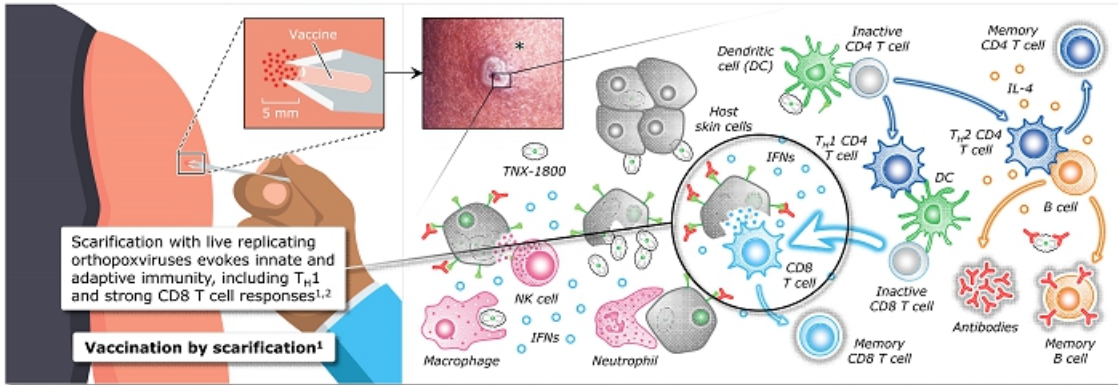 Vaccine
5 mm
Scarification with live replicating
orthopoxviruses evokes innate and
adaptive immunity, including TH1
and strong CD8 T cell responses1,2
Vaccination by scarification1
*
TNX-1800
Host
skin cells
Dendritic
cell (DC)
Inactive
CD4 T cell
Memory
CD4 T cell
IL-4
TH1 CD4
T cell
TH2 CD4
T cell
IFNs
DC
B cell
CD8
T cell
NK cell
IFNs
Macrophage
Neutrophil
Inactive
CD8 T cell
Memory
CD8 T cell
Antibodies
Memory
B cell